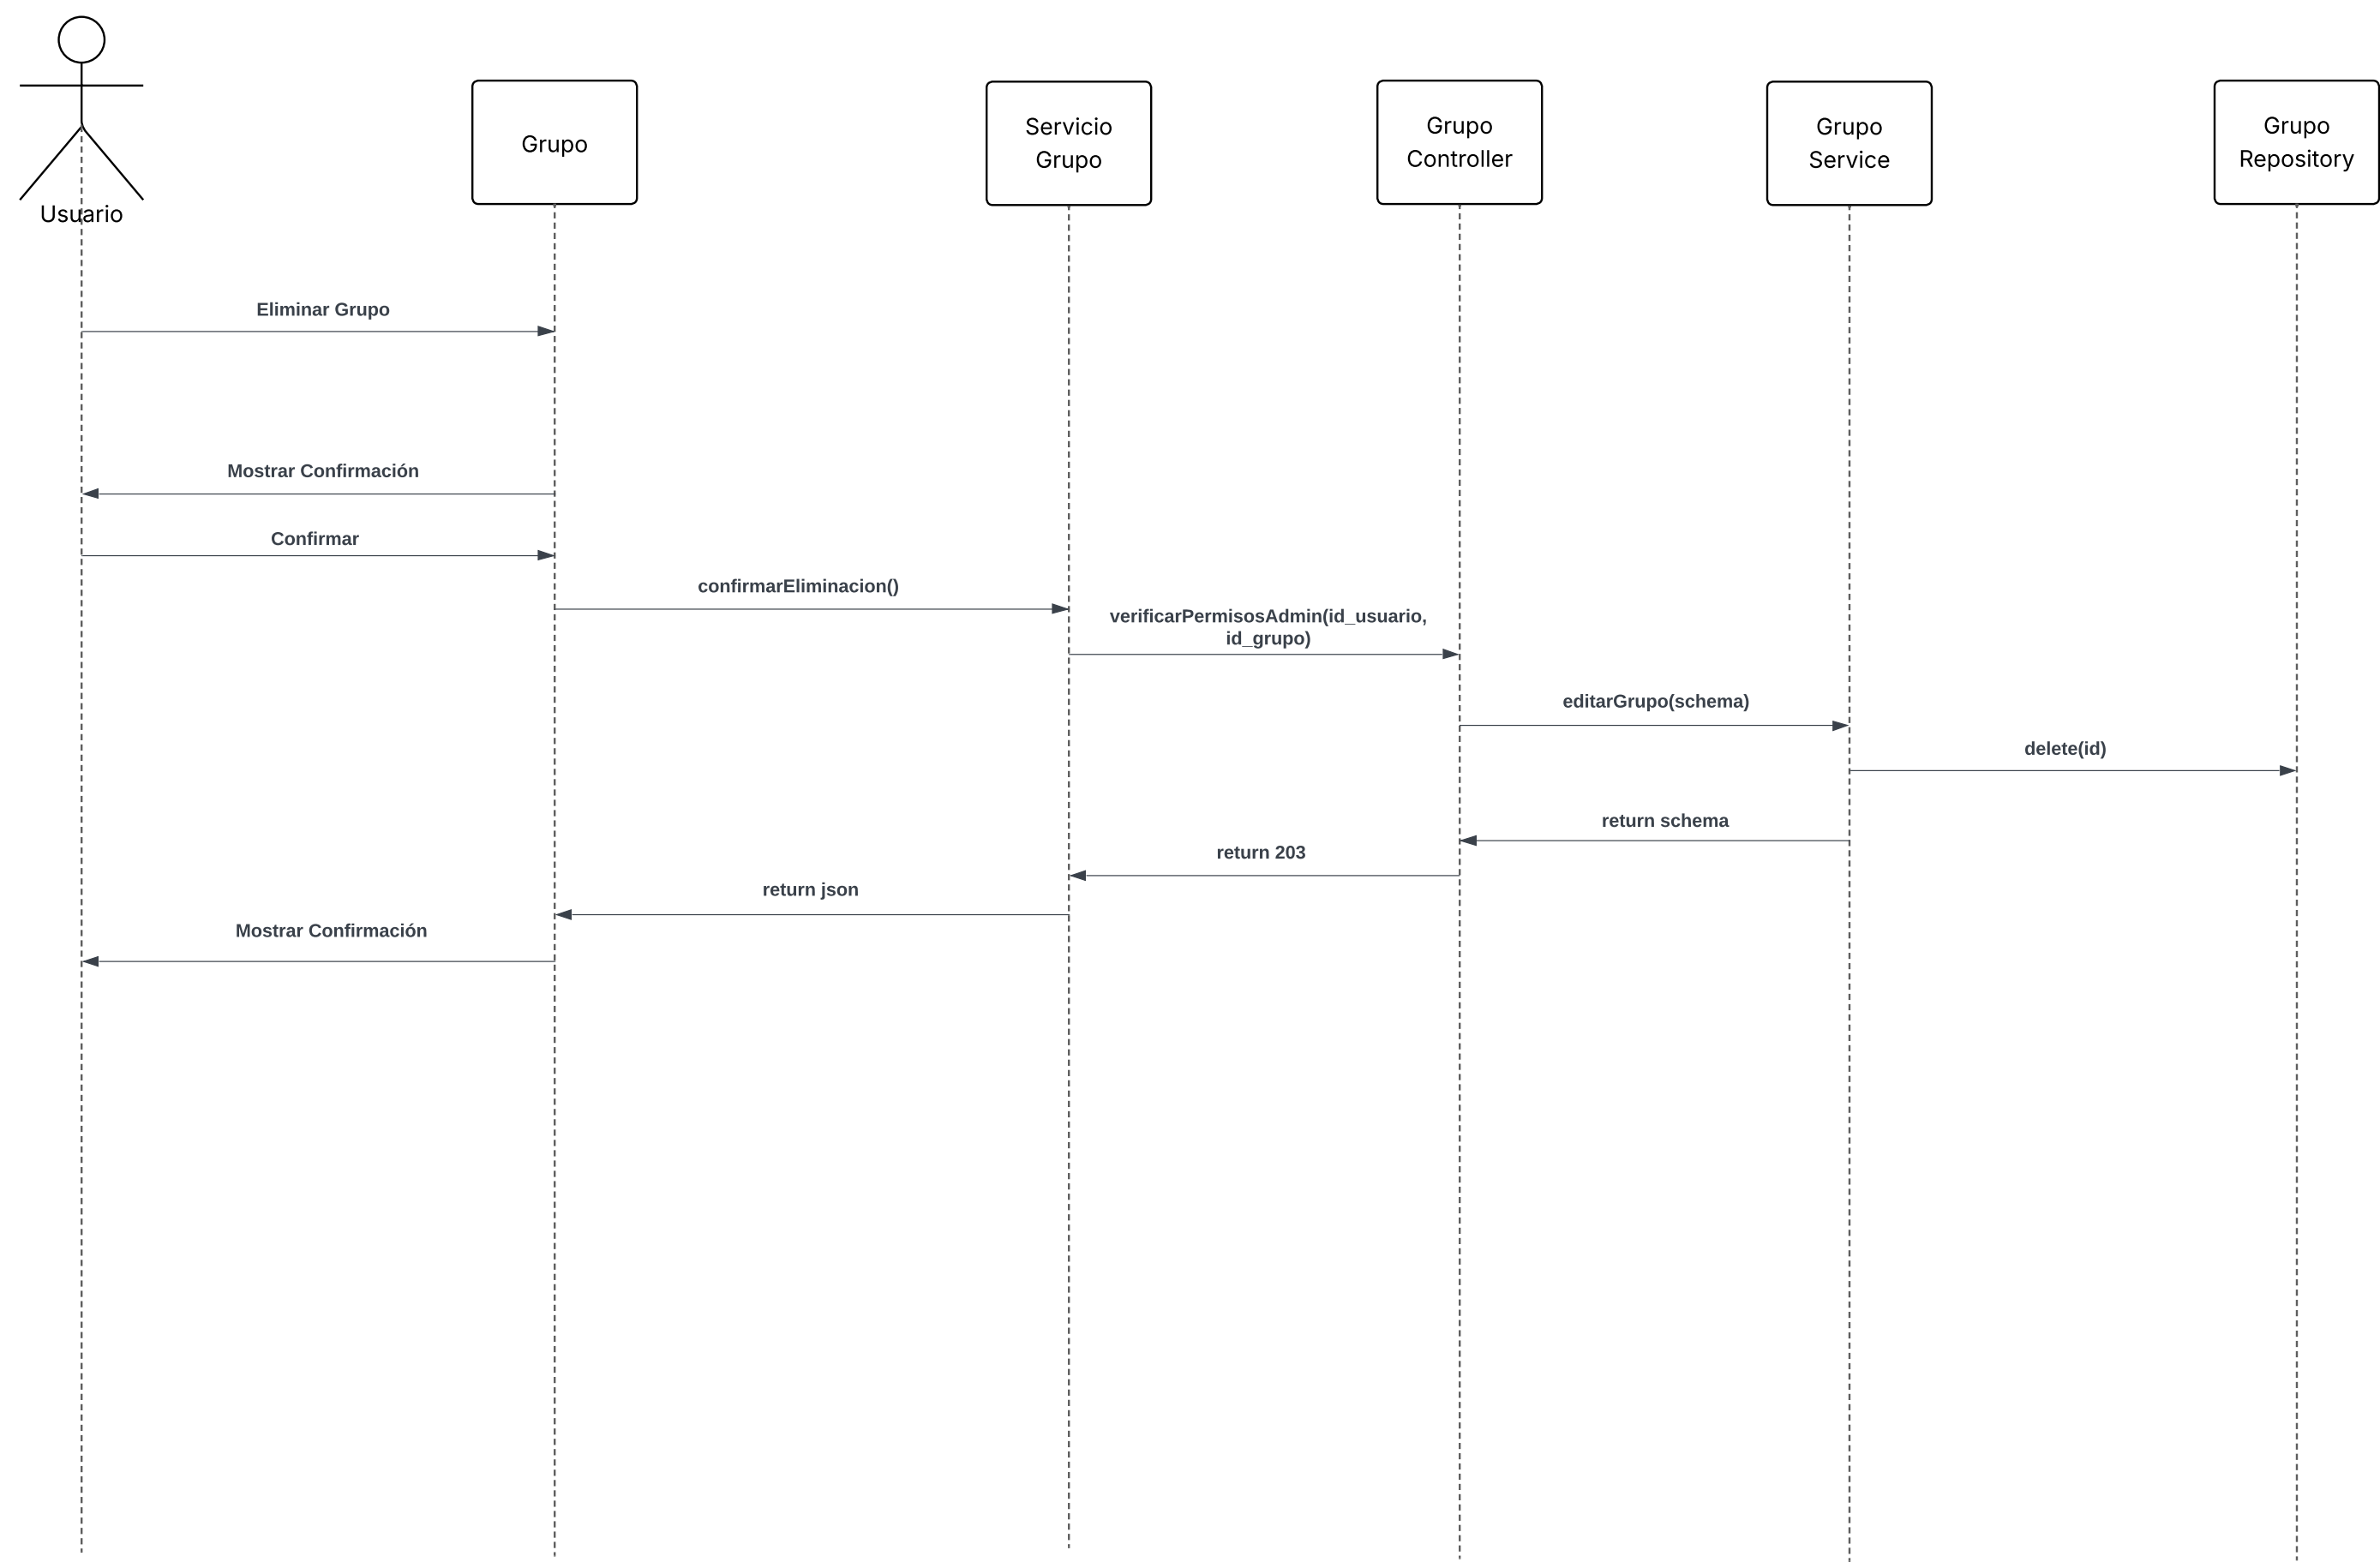 Usuario
Grupo
Servicio
Grupo
Grupo
Controller
Grupo
Service
Grupo
Repository
Eliminar Grupo
Mostrar Confirmación
Confirmar
confirmarEliminacion()
verificarPermisosAdmin(id_usuario,
id_grupo)
editarGrupo(schema)
delete(id)
return schema
return 203
return json
Mostrar Confirmación